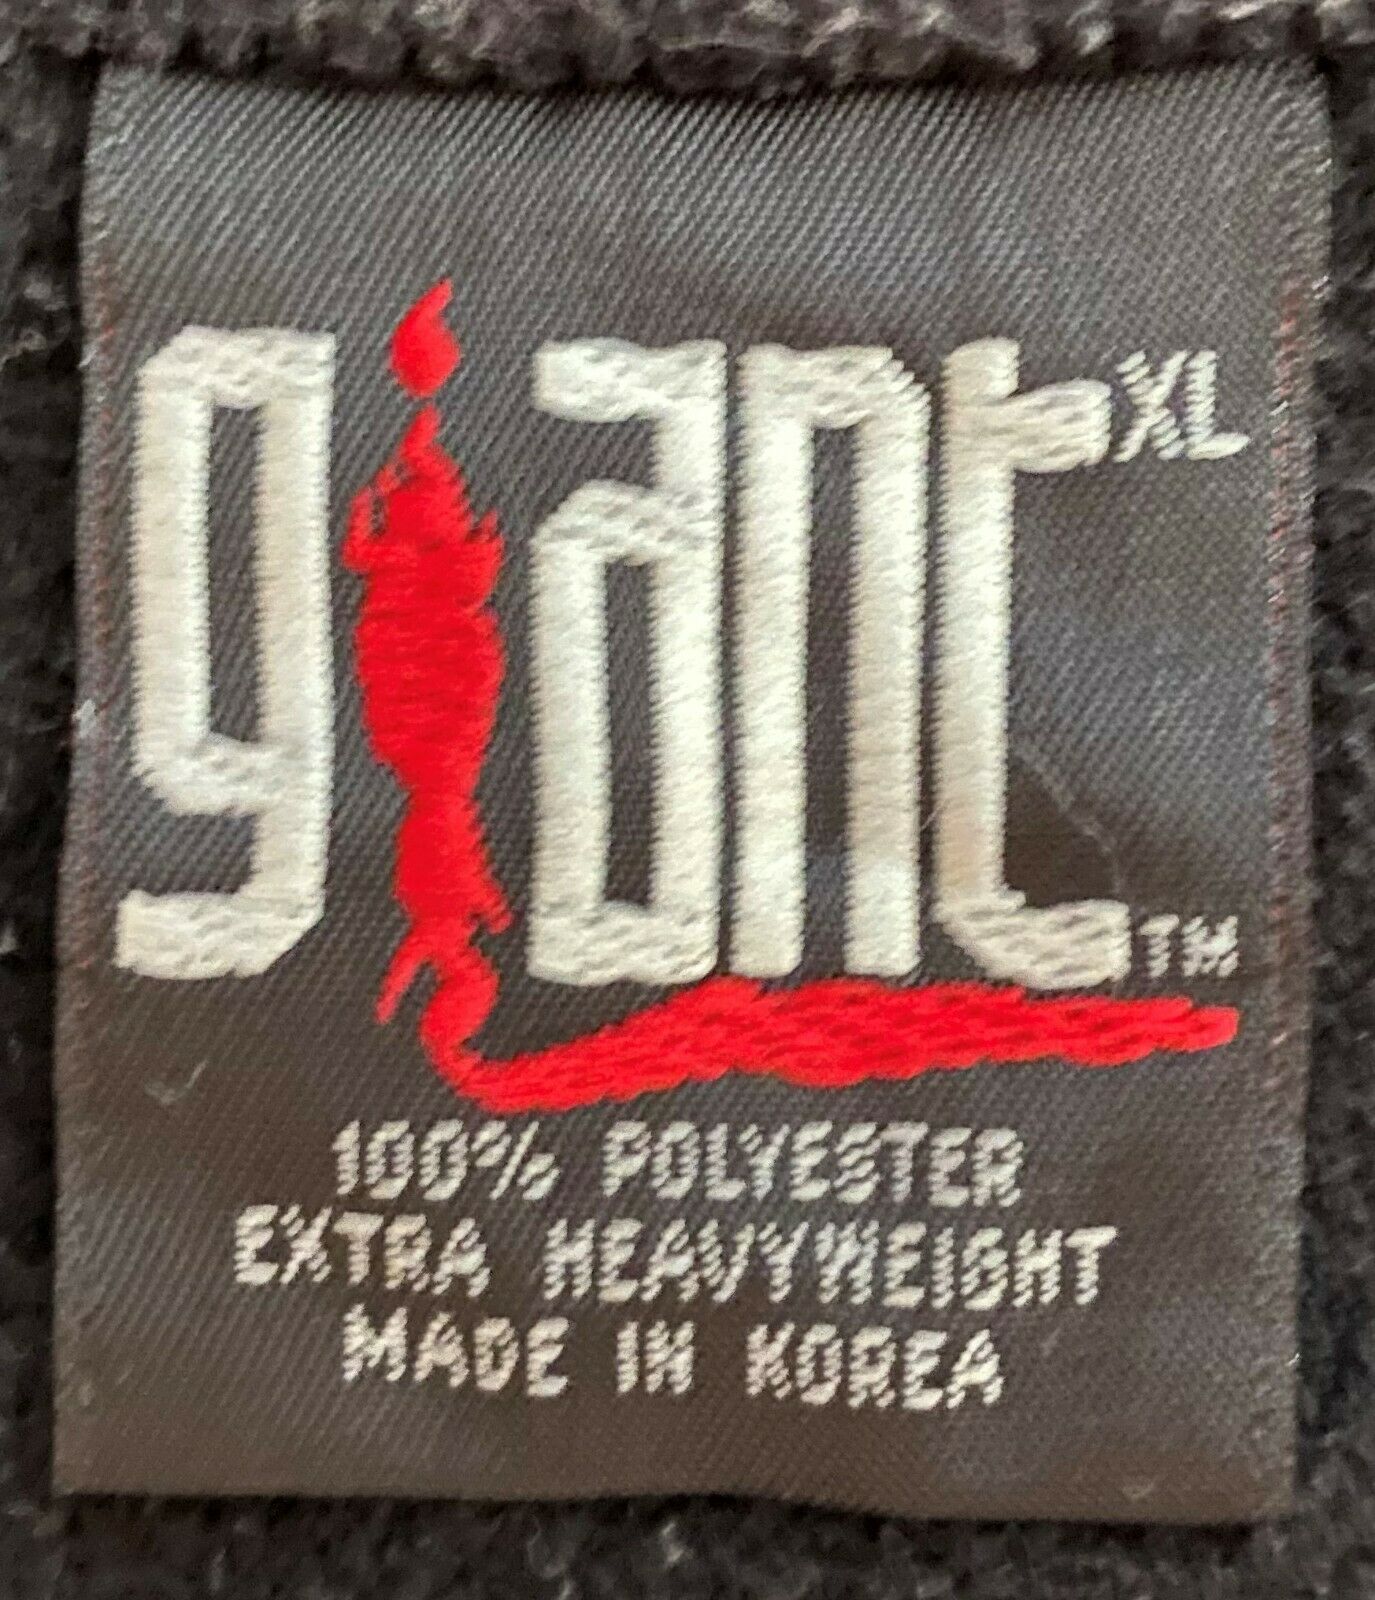 giant XL
TM
100% POLYESTER
EXTRA HEAVYWEIGHT
MADE IN KOREA